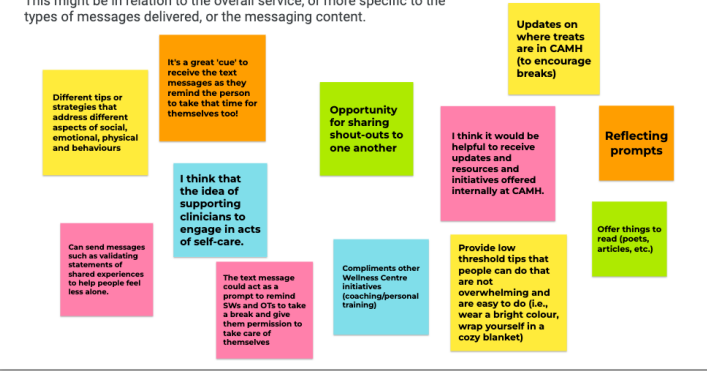 This might be in relation to the overall service, or more specific to the
types of messages delivered, or the messaging content.
Updates on
where treats
are in CAMH
(to encourage
breaks)
It's a great 'cue' to
receive the text
messages as they
remind the person
to take that time for
themselves too!
Different tips or
strategies that
address different
aspects of social,
emotional, physical
and behaviours
Opportunity
for sharing
shout-outs to
one another
I think it would be
helpful to receive
updates and
resources and
initiatives offered
internally at CAMH.
Reflecting
prompts
I think that
the idea of
supporting
clinicians to
engage in acts
of self-care.
Can send messages
such as validating
statements of
shared experiences
to help people feel
less alone.
The text message
could act as a
prompt to remind
SWs and OTs to take
a break and give
them permission to
take care of
themselves
Compliments other
Wellness Centre
initiatives
(coaching/personal
training)
Provide low
threshold tips that
people can do that
are not
overwhelming and
are easy to do (i.e.,
wear a bright colour,
wrap yourself in a
cozy blanket)
Offer things to
read (poets,
articles, etc.)